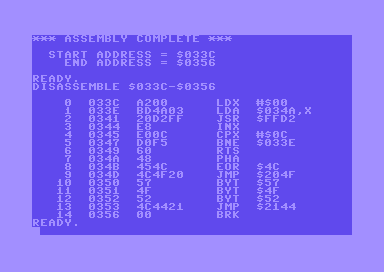 *** ASSEMBLY COMPLETE ***
START ADDRESS = $033C
END ADDRESS = $0356
READY.
DISASSEMBLE $033C-$0356
0 033C A200 LDX #$00
1 033E BD4A03 LDA $034A,X
2 0341 20D2FF JSR $FFD2
3 0344 E8 INX
4 0345 E00C CPX #$0C
5 0347 D0F5 BNE $033E
6 0349 60 RTS
7 034A 48 PHA
8 034B 454C EOR $4C
9 034D 4C4F20 JMP $204F
10 0350 57 BYT $57
11 0351 4F BYT $4F
12 0352 52 BYT $52
13 0353 4C4421 JMP $2144
14 0356 00 BRK
READY.